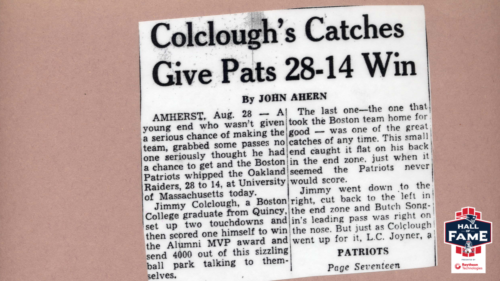 Colclough's Catches
Give Pats 28-14 Win
By JOHN AHERN
AMHERST, Aug. 28 — A
young end who wasn't given
a serious chance of making the
team, grabbed some passes no
one seriously thought he had
a chance to get and the Boston
Patriots whipped the Oakland
Raiders, 28 to 14, at University
of Massachusetts today.
Jimmy Colclough, a Boston
College graduate from Quincy,
set up two touchdowns and
then scored one himself to win
the Alumni MVP award and
send 4000 out of this sizzling
ball park talking to them-
selves.
The last one—the one that
took the Boston team home for
good — was one of the great
catches of any time. This small
end caught it flat on his back
in the end zone, just when it
seemed the Patriots never
would score.
Jimmy went down to the
right, cut back to the left in
the end zone and Butch Song-
in's leading pass was right on
the nose. But just as Colclough
went up for it, L.C. Joyner, a
PATRIOTS
Page Seventeen
HALL
of
FAME
Raytheon
Technologies